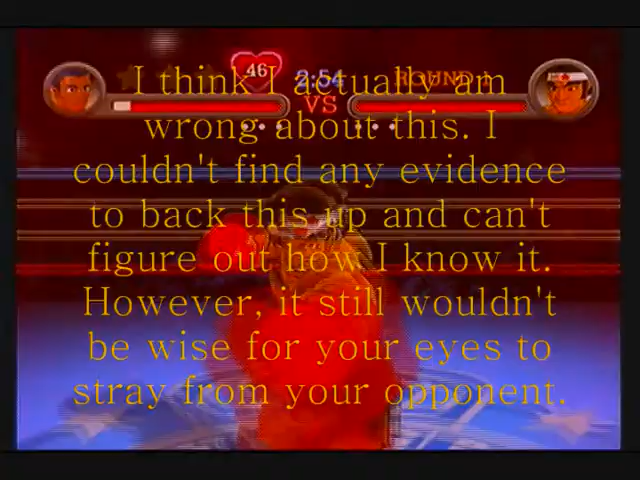 46 2:54 ROUND 1
VS
I think I actually am
wrong about this. I
couldn't find any evidence
to back this up and can't
figure out how I know it.
However, it still wouldn't
be wise for your eyes to
stray from your opponent.